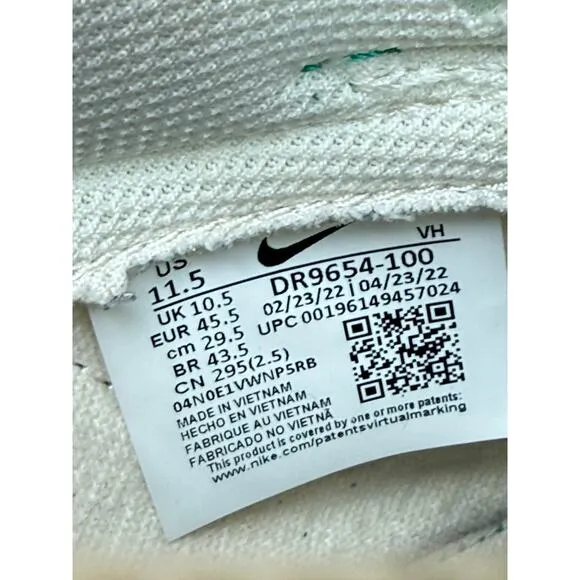 US
11.5
UK 10.5
EUR 45.5
cm 29.5
BR 43.5
CN 295(2.5)
04N0E1VWNP5RB
VH
DR9654-100
02/23/22 | 04/23/22
UPC 00196149457024
MADE IN VIETNAM
HECHO EN VIETNAM
FABRIQUE AU VIETNAM
FABRICADO NO VIETNÃ
This product is covered by one or more patents:
www.nike.com/patentsvirtualmarking